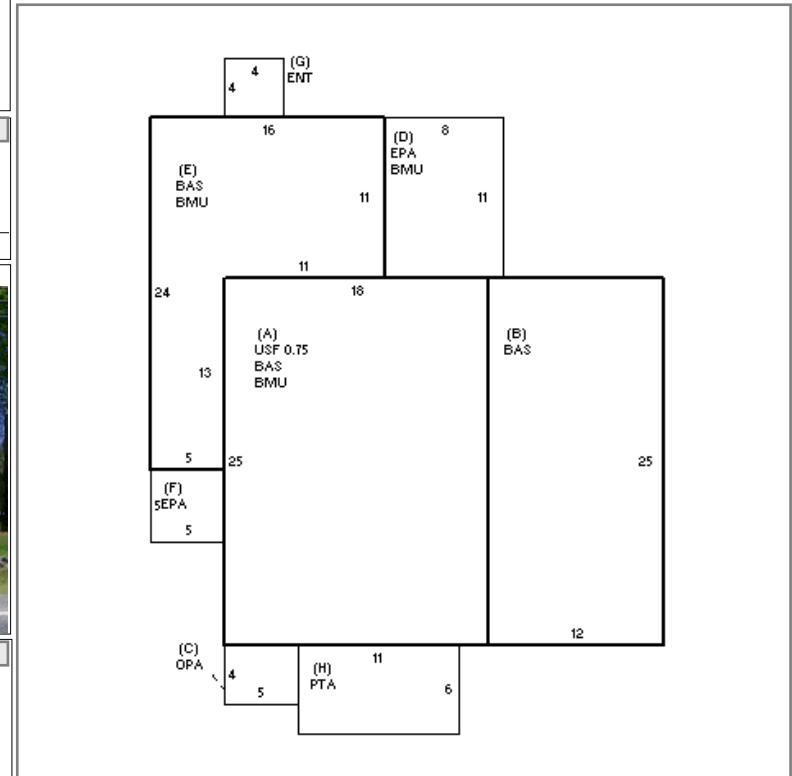 4
(G)
ENT
4
16
8
(D)
EPA
BMU
(E)
BAS
BMU
11
11
11
18
24
(A)
USF 0.75
BAS
BMU
(B)
BAS
13
5
25
25
(F)
5EPA
5
12
(C)
OPA
4
5
11
(H)
PTA
6